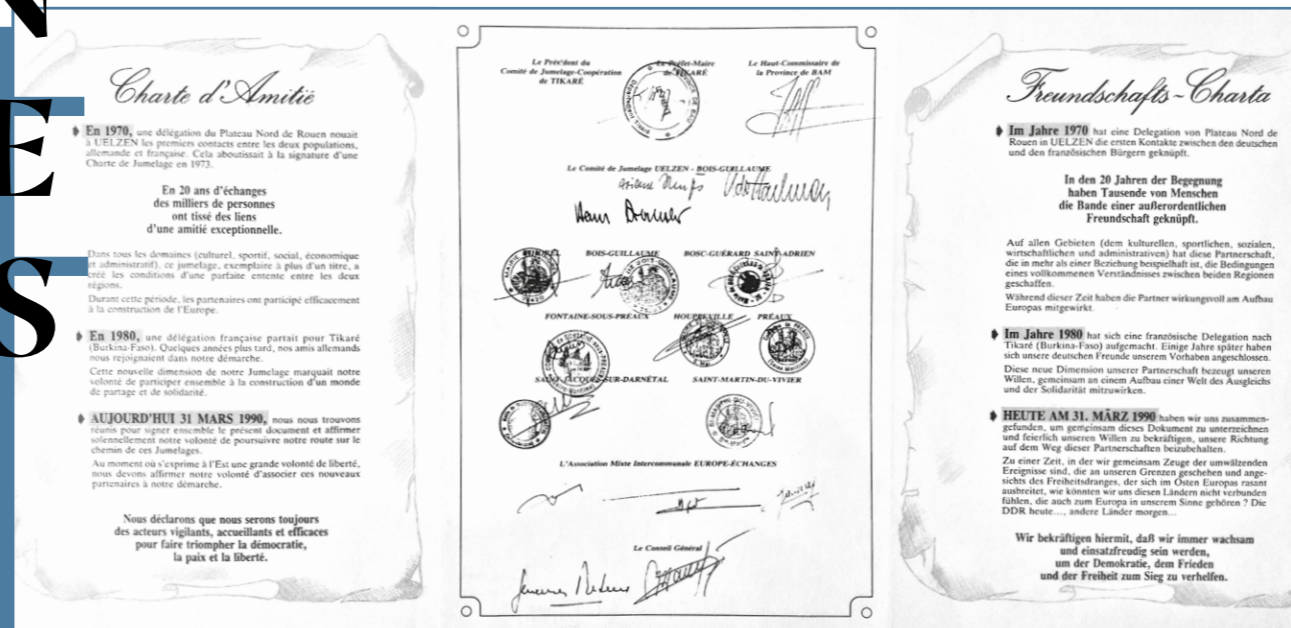 N
E
S
Charte d'Amitié
En 1970, une délégation du Plateau Nord de Rouen nouait
à UELZEN les premiers contacts entre les deux populations,
allemande et française. Cela aboutissait à la signature d'une
Charte de Jumelage en 1973.
En 20 ans d'échanges
des milliers de personnes
ont tissé des liens
d'une amitié exceptionnelle.
Dans tous les domaines (culturel, sportif, social, économique
et administratif), ce jumelage, exemplaire à plus d'un titre, a
créé les conditions d'une parfaite entente entre les deux
régions.
Durant cette période, les partenaires ont participé efficacement
à la construction de l'Europe.
En 1980, une délégation française partait pour Tikaré
(Burkina-Faso). Quelques années plus tard, nos amis allemands
nous rejoignaient dans notre démarche.
Cette nouvelle dimension de notre Jumelage marquait notre
volonté de participer ensemble à la construction d'un monde
de partage et de solidarité.
AUJOURD'HUI 31 MARS 1990, nous nous trouvons
réunis pour signer ensemble le présent document et affirmer
solennellement notre volonté de poursuivre notre route sur le
chemin de ces Jumelages.
Au moment où s'exprime à l'Est une grande volonté de liberté,
nous devons affirmer notre volonté d'associer ces nouveaux
partenaires à notre démarche.
Nous déclarons que nous serons toujours
des acteurs vigilants, accueillants et efficaces
pour faire triompher la démocratie,
la paix et la liberté.
Le Président du
Comité de Jumelage-Coopération
de TIKARÉ
Le Préfet-Maire
de TIKARÉ
Le Haut-Commissaire de
la Province de BAM
Le Comité de Jumelage UELZEN - BOIS-GUILLAUME
BOIS-GUILLAUME
BOSC-GUÉRARD SAINT-ADRIEN
FONTAINE-SOUS-PRÉAUX
HOUPPEVILLE
PRÉAUX
SAINT-JACQUES-SUR-DARNÉTAL
SAINT-MARTIN-DU-VIVIER
L'Association Mixte Intercommunale EUROPE-ÉCHANGES
Le Conseil Général
Freundschafts-Charta
Im Jahre 1970 hat eine Delegation von Plateau Nord de
Rouen in UELZEN die ersten Kontakte zwischen den deutschen
und den französischen Bürgern geknüpft.
In den 20 Jahren der Begegnung
haben Tausende von Menschen
die Bande einer außerordentlichen
Freundschaft geknüpft.
Auf allen Gebieten (dem kulturellen, sportlichen, sozialen,
wirtschaftlichen und administrativen) hat diese Partnerschaft,
die in mehr als einer Beziehung beispielhaft ist, die Bedingungen
eines vollkommenen Verständnisses zwischen beiden Regionen
geschaffen.
Während dieser Zeit haben die Partner wirkungsvoll am Aufbau
Europas mitgewirkt.
Im Jahre 1980 hat sich eine französische Delegation nach
Tikaré (Burkina-Faso) aufgemacht. Einige Jahre später haben
sich unsere deutschen Freunde unserem Vorhaben angeschlossen.
Diese neue Dimension unserer Partnerschaft bezeugt unseren
Willen, gemeinsam an einem Aufbau einer Welt des Ausgleichs
und der Solidarität mitzuwirken.
HEUTE AM 31. MÄRZ 1990 haben wir uns zusammen-
gefunden, um gemeinsam dieses Dokument zu unterzeichnen
und feierlich unseren Willen zu bekräftigen, unsere Richtung
auf dem Weg dieser Partnerschaften beizubehalten.
Zu einer Zeit, in der wir gemeinsam Zeuge der umwälzenden
Ereignisse sind, die an unseren Grenzen geschehen und ange-
sichts des Freiheitsdranges, der sich im Osten Europas rasant
ausbreitet, wie könnten wir uns diesen Ländern nicht verbunden
fühlen, die auch zum Europa in unserem Sinne gehören ? Die
DDR heute..., andere Länder morgen...
Wir bekräftigen hiermit, daß wir immer wachsam
und einsatzfreudig sein werden,
um der Demokratie, dem Frieden
und der Freiheit zum Sieg zu verhelfen.